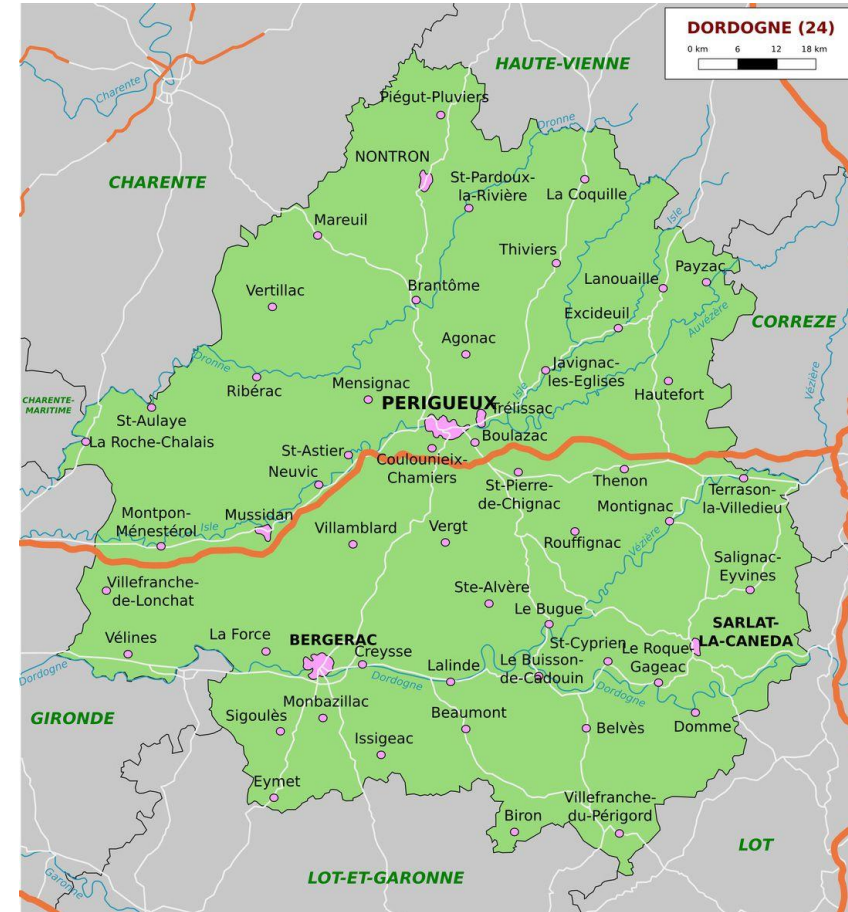 DORDOGNE (24)
0 km 6 12 18 km
HAUTE-VIENNE
Charente
Piégut-Pluviers
Dronne
NONTRON
CHARENTE
St-Pardoux-
la-Rivière
La Coquille
Isle
Mareuil
Thiviers
Payzac
Lanouaille
Vertillac
Brantôme
Excideuil
Auvézère
CORREZE
Agonac
Dronne
Javignac-
les-Eglises
Vézère
Ribérac
Mensignac
Isle
Hautefort
CHARENTE-
MARITIME
PERIGUEUX
Trélissac
St-Aulaye
La Roche-Chalais
Boulazac
St-Astier
Coulounieix-
Chamiers
Neuvic
St-Pierre-
de-Chignac
Thenon
Terrason-
la-Villedieu
Montignac
Montpon-
Ménestérol
Isle
Mussidan
Villamblard
Vergt
Rouffignac
Vézère
Salignac-
Eyvines
Villefranche-
de-Lonchat
Ste-Alvère
Le Bugue
SARLAT-
LA-CANEDA
Vélines
La Force
BERGERAC
Creysse
St-Cyprien
Le Roque-
Gageac
Dordogne
Dordogne
Lalinde
Le Buisson-
de-Cadouin
Dordogne
GIRONDE
Monbazillac
Sigoulès
Beaumont
Belvès
Domme
Issigeac
Eymet
Villefranche-
du-Périgord
Biron
LOT
Garonne
LOT-ET-GARONNE